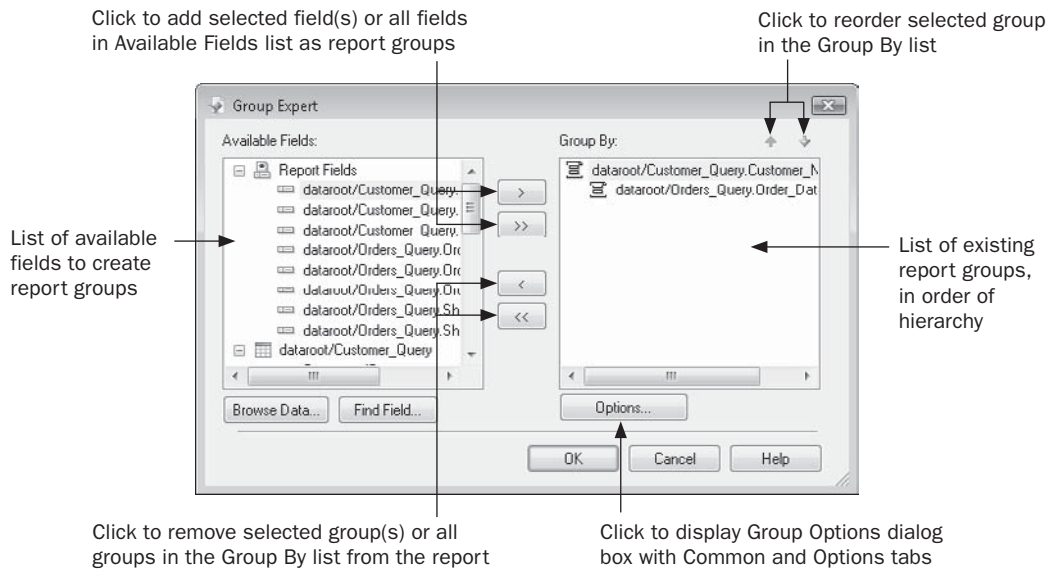 Click to add selected field(s) or all fields
in Available Fields list as report groups
Click to reorder selected group
in the Group By list
Group Expert
Available Fields:
Group By:
Report Fields
dataroot/Customer_Query.
dataroot/Customer_Query.
dataroot/Customer_Query.
dataroot/Orders_Query.Orc
dataroot/Orders_Query.Orc
dataroot/Orders_Query.Orc
dataroot/Orders_Query.Sh
dataroot/Orders_Query.Sh
dataroot/Customer_Query
>
>>
<
<<
dataroot/Customer_Query.Customer_N
dataroot/Orders_Query.Order_Dat
List of available
fields to create
report groups
List of existing
report groups,
in order of
hierarchy
Browse Data...
Find Field...
Options...
OK
Cancel
Help
Click to remove selected group(s) or all
groups in the Group By list from the report
Click to display Group Options dialog
box with Common and Options tabs